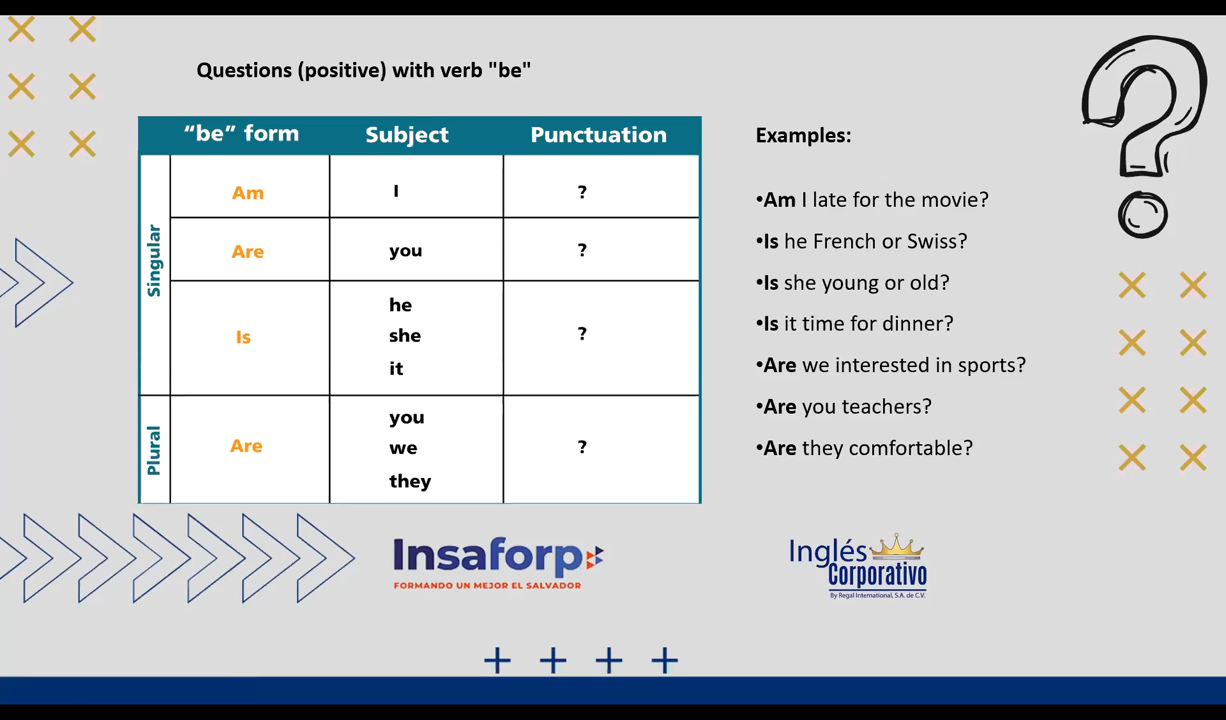 Questions (positive) with verb "be"
"be" form Subject Punctuation
Singular
Am I ?
Are you ?
Is he she it ?
Plural
Are you we they ?
Examples:
•Am I late for the movie?
•Is he French or Swiss?
•Is she young or old?
•Is it time for dinner?
•Are we interested in sports?
•Are you teachers?
•Are they comfortable?
Insaforp
FORMANDO UN MEJOR EL SALVADOR
Inglés
Corporativo
By Regal International, S.A. de C.V.